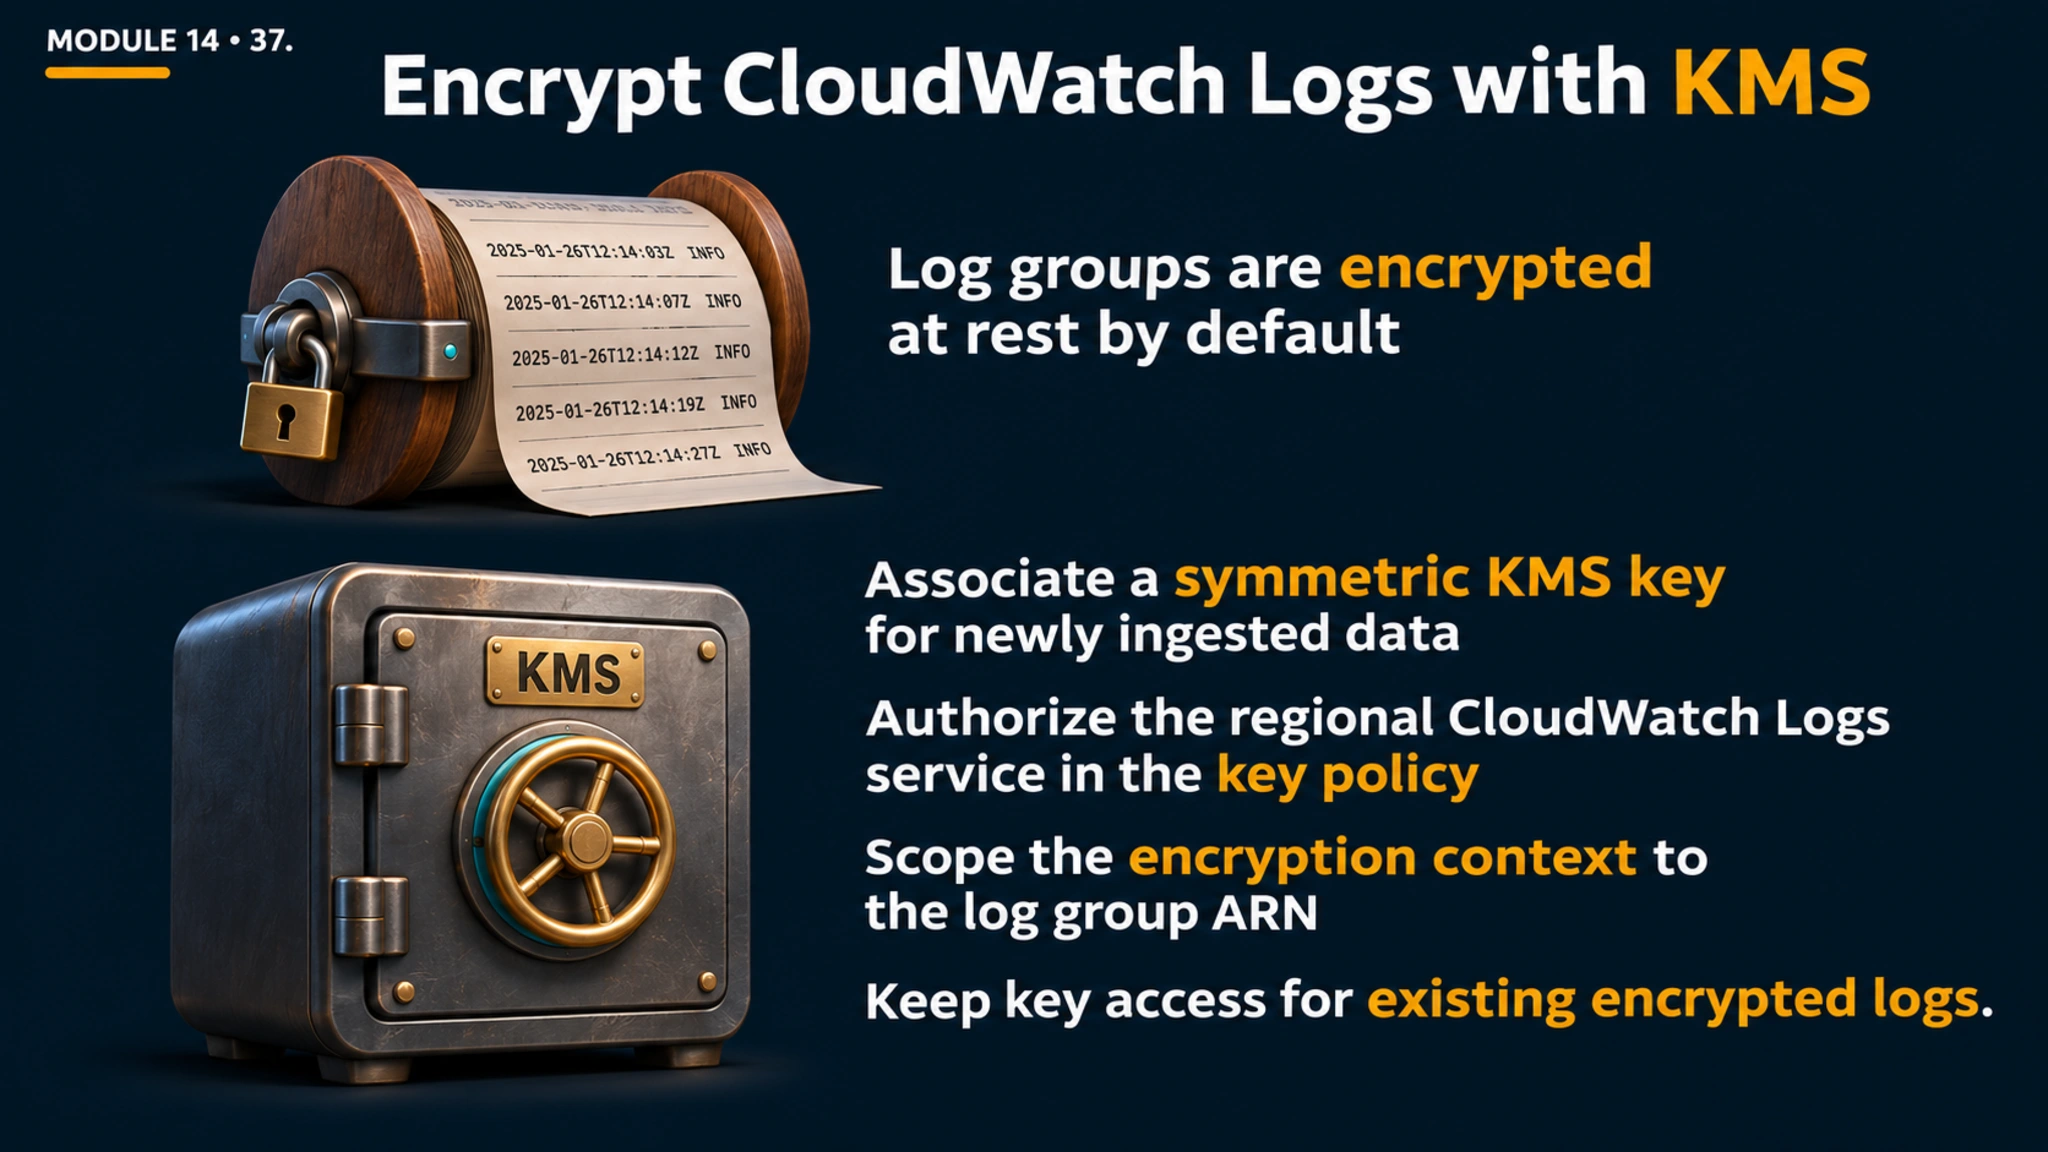 MODULE 14 • 37.
Encrypt CloudWatch Logs with KMS
2025-01-26T12:14:03Z INFO
2025-01-26T12:14:07Z INFO
2025-01-26T12:14:12Z INFO
2025-01-26T12:14:19Z INFO
2025-01-26T12:14:27Z INFO
Log groups are encrypted
at rest by default
KMS
Associate a symmetric KMS key
for newly ingested data
Authorize the regional CloudWatch Logs
service in the key policy
Scope the encryption context to
the log group ARN
Keep key access for existing encrypted logs.